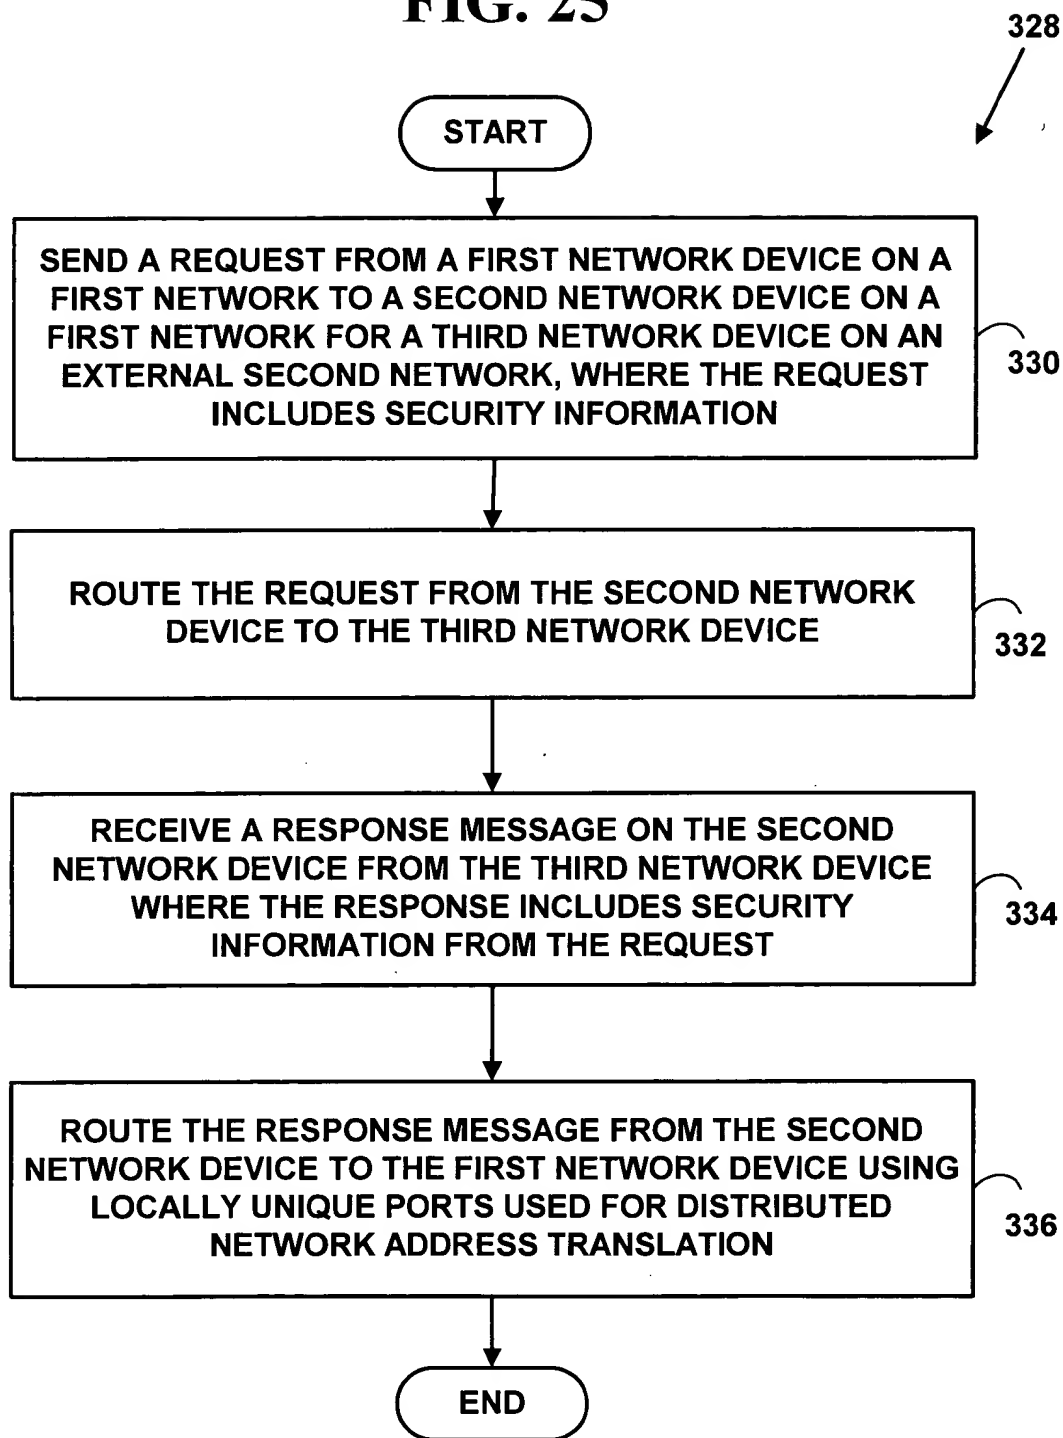 FIG. 25
328
START
SEND A REQUEST FROM A FIRST NETWORK DEVICE ON A
FIRST NETWORK TO A SECOND NETWORK DEVICE ON A
FIRST NETWORK FOR A THIRD NETWORK DEVICE ON AN
EXTERNAL SECOND NETWORK, WHERE THE REQUEST
INCLUDES SECURITY INFORMATION
330
ROUTE THE REQUEST FROM THE SECOND NETWORK
DEVICE TO THE THIRD NETWORK DEVICE
332
RECEIVE A RESPONSE MESSAGE ON THE SECOND
NETWORK DEVICE FROM THE THIRD NETWORK DEVICE
WHERE THE RESPONSE INCLUDES SECURITY
INFORMATION FROM THE REQUEST
334
ROUTE THE RESPONSE MESSAGE FROM THE SECOND
NETWORK DEVICE TO THE FIRST NETWORK DEVICE USING
LOCALLY UNIQUE PORTS USED FOR DISTRIBUTED
NETWORK ADDRESS TRANSLATION
336
END